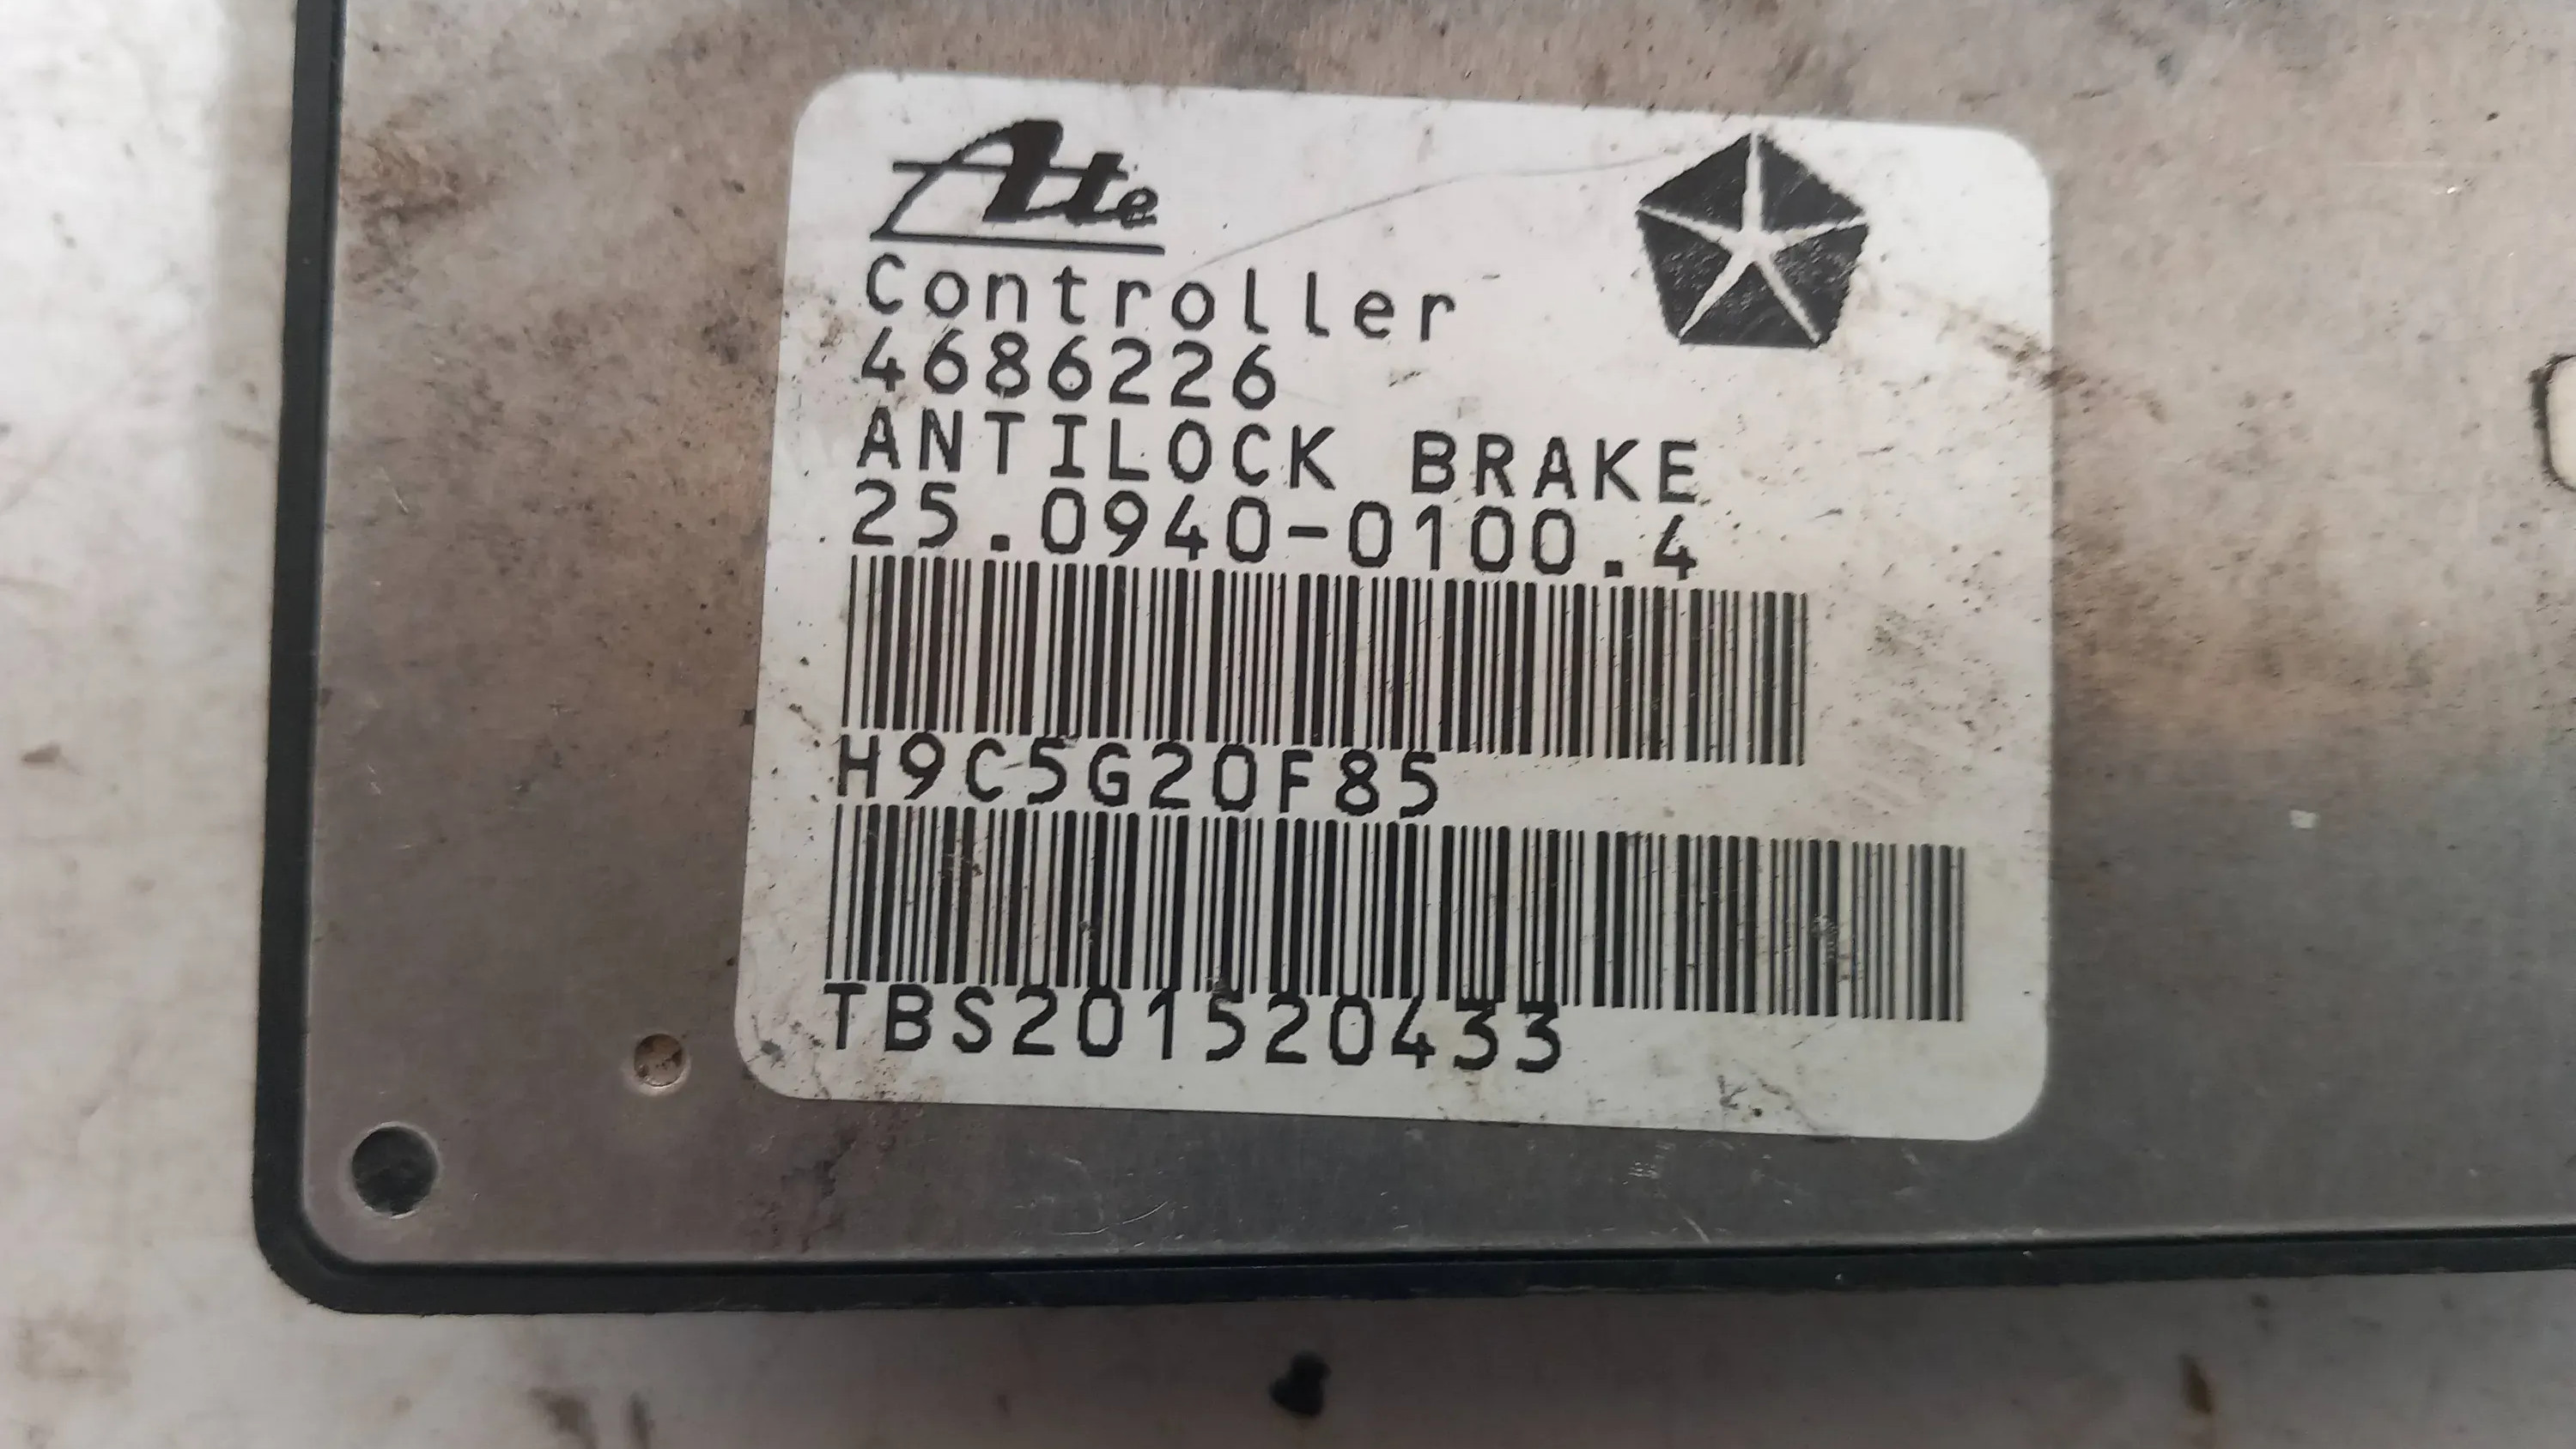 Ate
Controller
4686226
ANTILOCK BRAKE
25.0940-0100.4
H9C5G20F85
TBS201520433